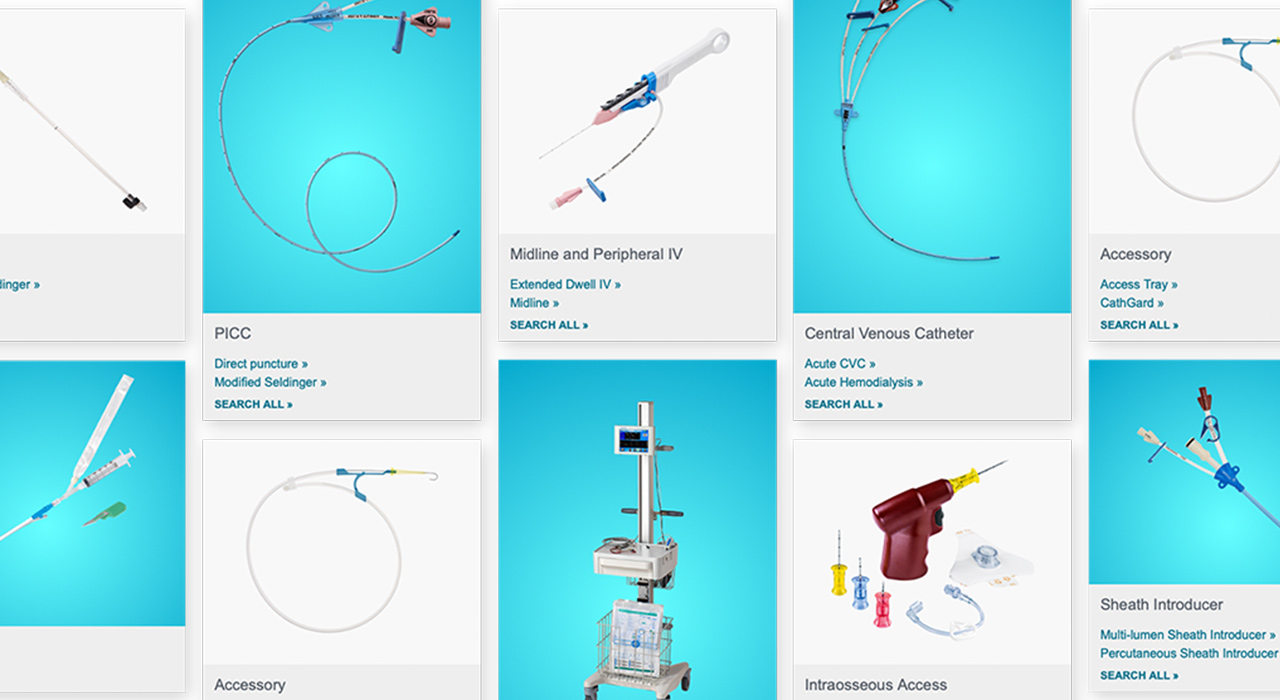 dinger »
PICC
Direct puncture »
Modified Seldinger »
SEARCH ALL »
Accessory
Midline and Peripheral IV
Extended Dwell IV »
Midline »
SEARCH ALL »
Central Venous Catheter
Acute CVC »
Acute Hemodialysis »
SEARCH ALL »
Intraosseous Access
Accessory
Access Tray »
CathGard »
SEARCH ALL »
Sheath Introducer
Multi-lumen Sheath Introducer »
Percutaneous Sheath Introducer
SEARCH ALL »